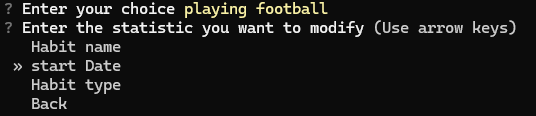 ? Enter your choice playing football
? Enter the statistic you want to modify (Use arrow keys)
Habit name
» start Date
Habit type
Back